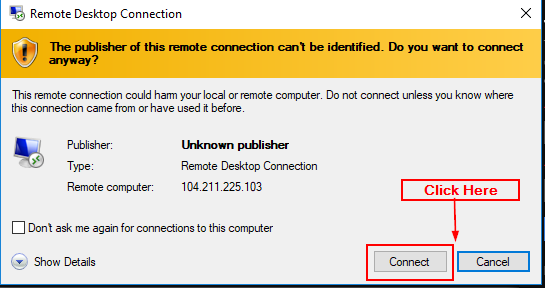 Remote Desktop Connection
The publisher of this remote connection can't be identified. Do you want to connect
anyway?
This remote connection could harm your local or remote computer. Do not connect unless you know where
this connection came from or have used it before.
Publisher: Unknown publisher
Type: Remote Desktop Connection
Remote computer: 104.211.225.103
Click Here
Don't ask me again for connections to this computer
Show Details Connect Cancel